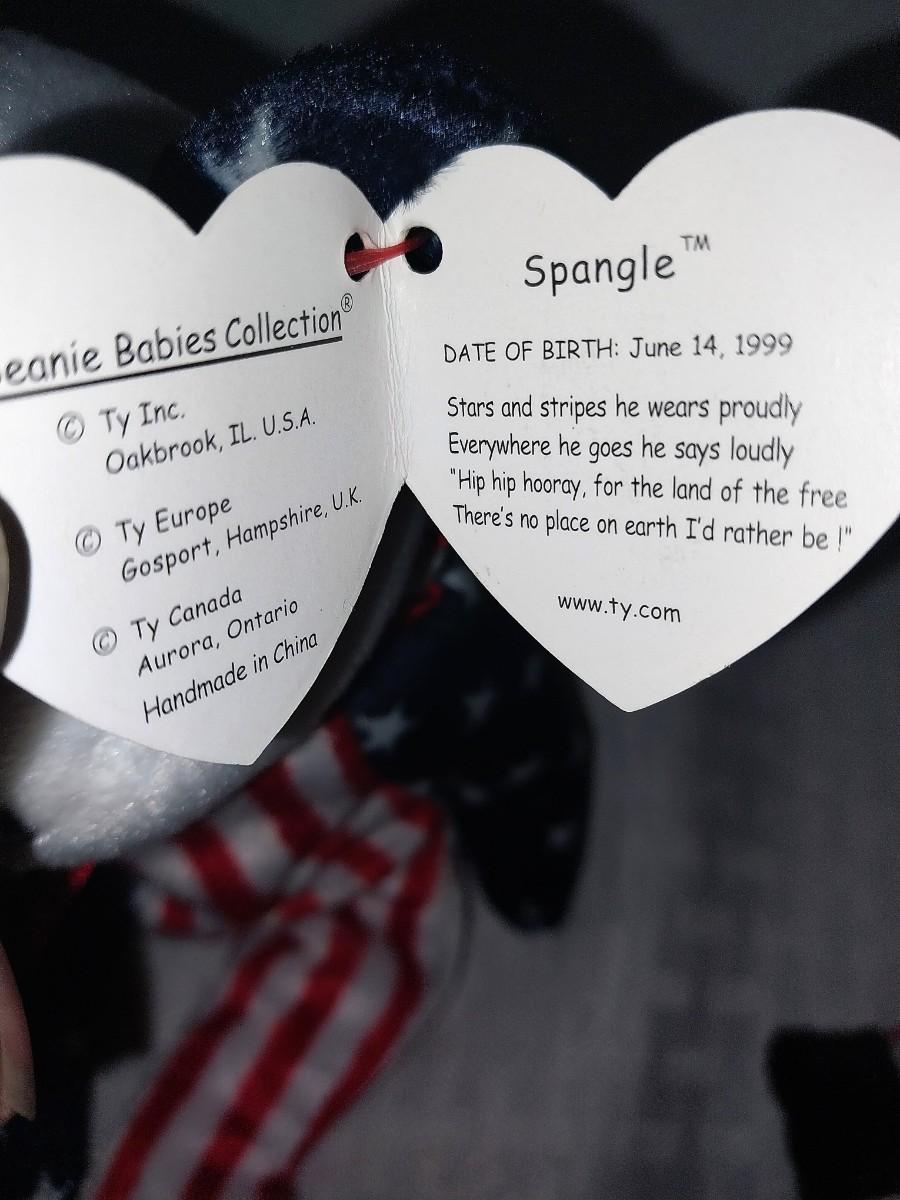 eanie Babies Collection®
© Ty Inc.
Oakbrook, IL. U.S.A.
© Ty Europe
Gosport, Hampshire, U.K.
© Ty Canada
Aurora, Ontario
Handmade in China
Spangle™
DATE OF BIRTH: June 14, 1999
Stars and stripes he wears proudly
Everywhere he goes he says loudly
"Hip hip hooray, for the land of the free
There's no place on earth I'd rather be !"
www.ty.com